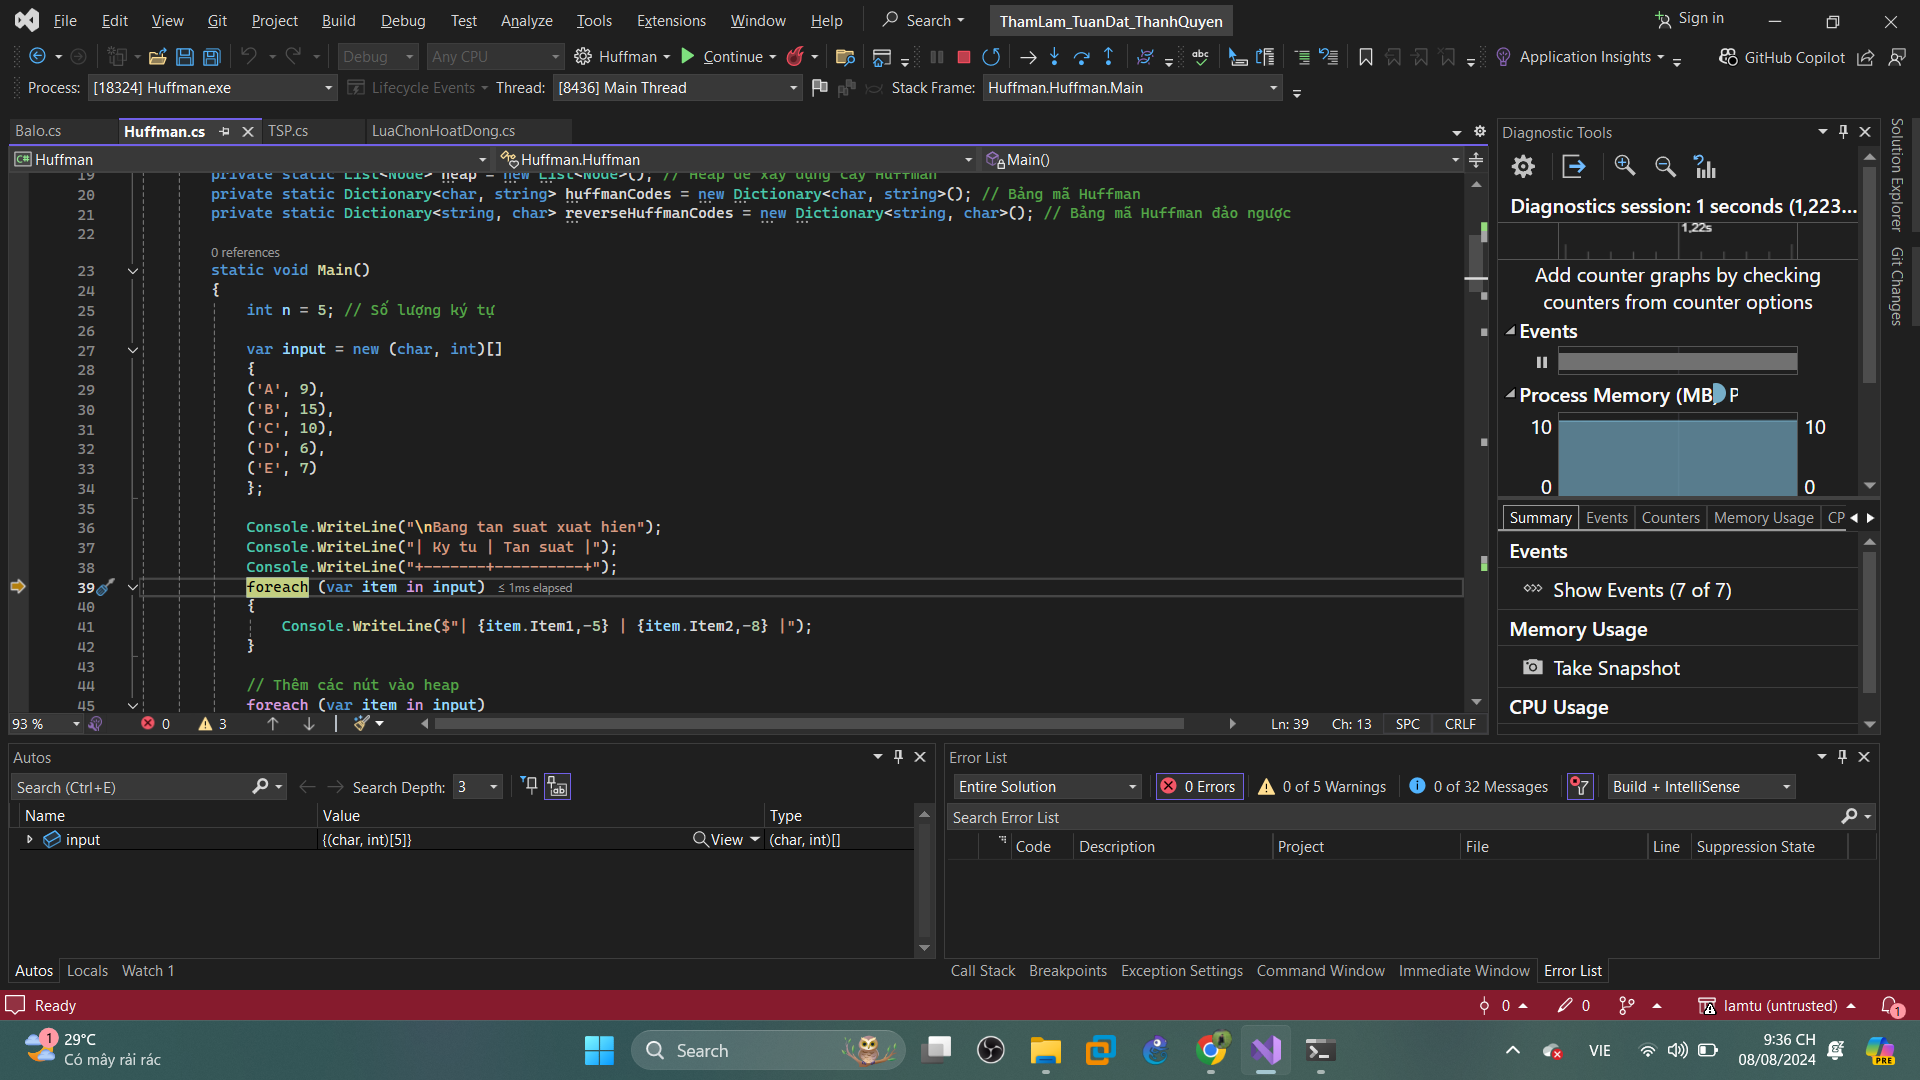 File Edit View Git Project Build Debug Test Analyze Tools Extensions Window Help Search ThamLam_TuanDat_ThanhQuyen Sign in
Debug Any CPU Huffman Continue Application Insights GitHub Copilot
Process: [18324] Huffman.exe Lifecycle Events Thread: [8436] Main Thread Stack Frame: Huffman.Huffman.Main
Balo.cs Huffman.cs TSP.cs LuaChonHoatDong.cs
Huffman Huffman.Huffman Main()
19 private static List<Node> heap = new List<Node>(); // Heap để xây dựng cây Huffman
20 private static Dictionary<char, string> huffmanCodes = new Dictionary<char, string>(); // Bảng mã Huffman
21 private static Dictionary<string, char> reverseHuffmanCodes = new Dictionary<string, char>(); // Bảng mã Huffman đảo ngược
22
0 references
23 static void Main()
24 {
25 int n = 5; // Số lượng ký tự
26
27 var input = new (char, int)[]
28 {
29 ('A', 9),
30 ('B', 15),
31 ('C', 10),
32 ('D', 6),
33 ('E', 7)
34 };
35
36 Console.WriteLine("\nBang tan suat xuat hien");
37 Console.WriteLine("| Ky tu | Tan suat |");
38 Console.WriteLine("+-------+----------+");
39 foreach (var item in input) ≤ 1ms elapsed
40 {
41 Console.WriteLine($"| {item.Item1,-5} | {item.Item2,-8} |");
42 }
43
44 // Thêm các nút vào heap
45 foreach (var item in input)
93 % 0 3 Ln: 39 Ch: 13 SPC CRLF
Diagnostic Tools
Diagnostics session: 1 seconds (1,223...
1,22s
Add counter graphs by checking
counters from counter options
Events
Process Memory (MB) P
10 10
0 0
Summary Events Counters Memory Usage CP
Events
Show Events (7 of 7)
Memory Usage
Take Snapshot
CPU Usage
Solution Explorer
Git Changes
Autos
Search (Ctrl+E) Search Depth: 3
Name Value Type
input {(char, int)[5]} View (char, int)[]
Autos Locals Watch 1
Error List
Entire Solution 0 Errors 0 of 5 Warnings 0 of 32 Messages Build + IntelliSense
Search Error List
Code Description Project File Line Suppression State
Call Stack Breakpoints Exception Settings Command Window Immediate Window Error List
Ready 0 0 lamtu (untrusted) 1
1 29°C
Có mây rải rác
Search
VIE
9:36 CH
08/08/2024
PRE